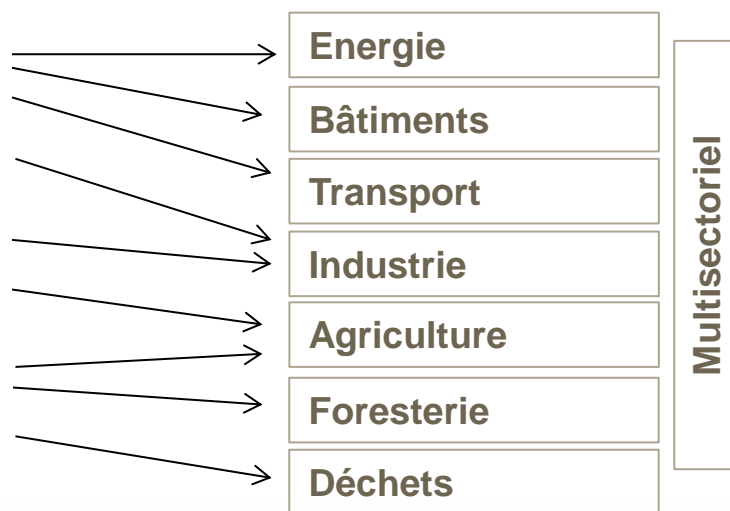 Energie
Bâtiments
Transport
Industrie
Agriculture
Foresterie
Déchets
Multisectoriel